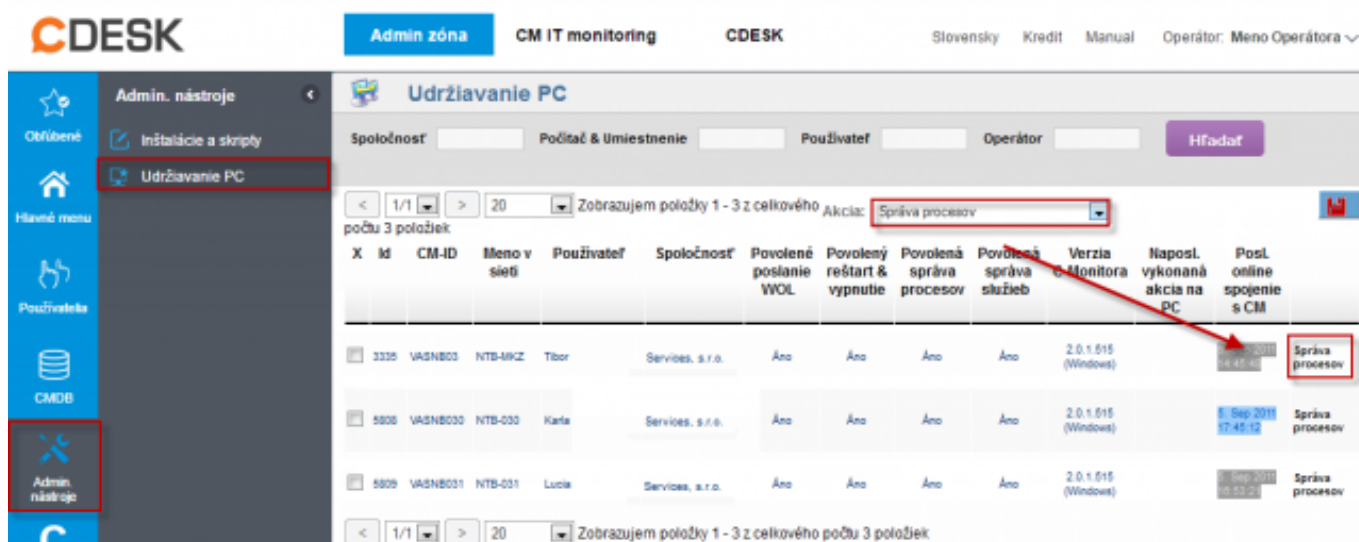 CDESK
Admin zóna CM IT monitoring CDESK Slovensky Kredit Manual Operátor: Meno Operátora
Obľúbené
Hlavné menu
Používatelia
CMDB
Admin. nástroje
Admin. nástroje
Inštalácie a skripty
Udržiavanie PC
Udržiavanie PC
Spoločnosť Počítač & Umiestnenie Používateľ Operátor Hľadať
< 1/1 > 20 Zobrazujem položky 1 - 3 z celkového počtu 3 položiek Akcia: Správa procesov
X Id CM-ID Meno v sieti Používateľ Spoločnosť Povolené poslanie WOL Povolený reštart & vypnutie Povolená správa procesov Povolená správa služieb Verzia C-Monitora Naposl. vykonaná akcia na PC Posl. online spojenie s CM
3335 VASNB03 NTB-MKZ Tibor Services, s.r.o. Áno Áno Áno Áno 2.0.1.515 (Windows) 2011 Správa procesov
5808 VASNB030 NTB-030 Karla Services, s.r.o. Áno Áno Áno Áno 2.0.1.515 (Windows) 5. Sep 2011 17:45:12 Správa procesov
5809 VASNB031 NTB-031 Lucia Services, s.r.o. Áno Áno Áno Áno 2.0.1.515 (Windows) Sep 2011 Správa procesov
< 1/1 > 20 Zobrazujem položky 1 - 3 z celkového počtu 3 položiek